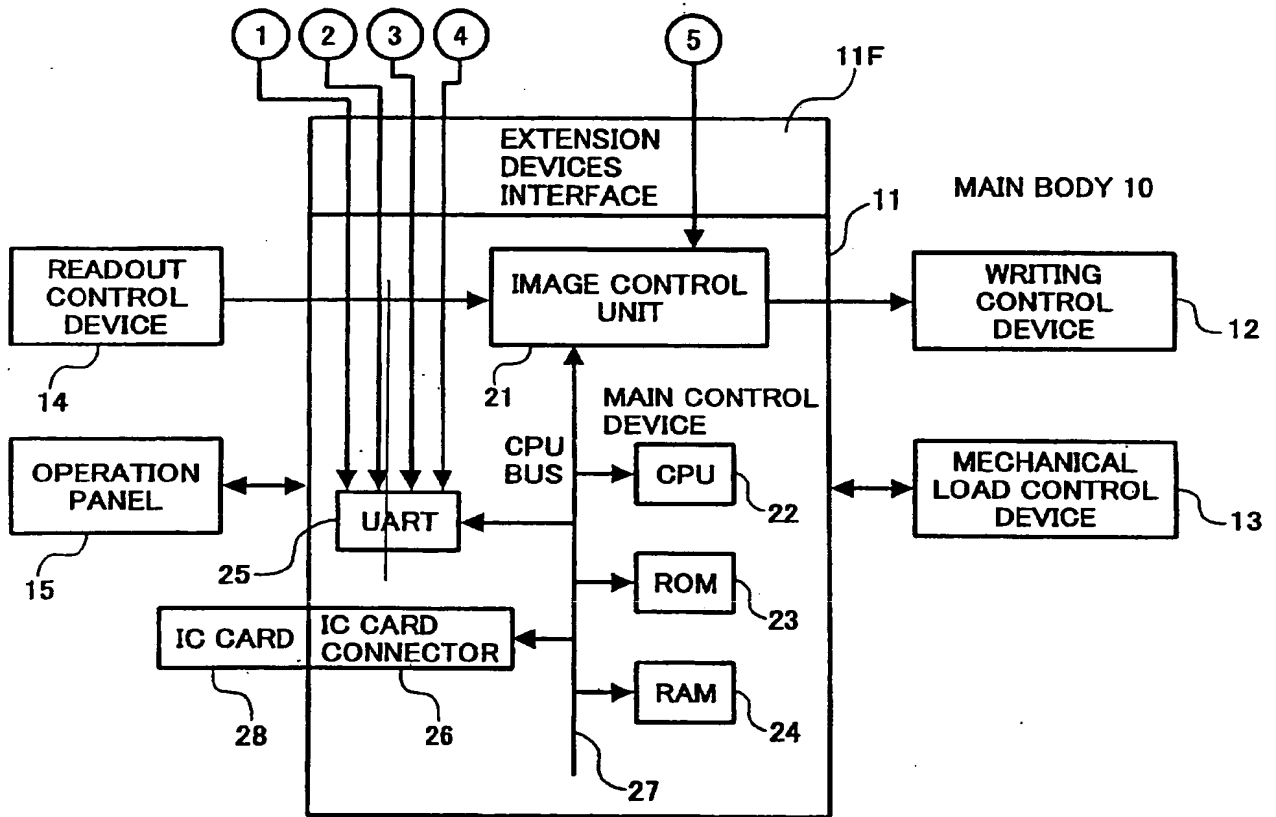 1 2 3 4 5
11F
EXTENSION
DEVICES
INTERFACE
MAIN BODY 10
11
READOUT
CONTROL
DEVICE
14
IMAGE CONTROL
UNIT
21
WRITING
CONTROL
DEVICE
12
MAIN CONTROL
DEVICE
CPU
BUS
OPERATION
PANEL
15
UART
25
CPU
22
MECHANICAL
LOAD CONTROL
DEVICE
13
ROM
23
IC CARD
28
IC CARD
CONNECTOR
26
RAM
24
27